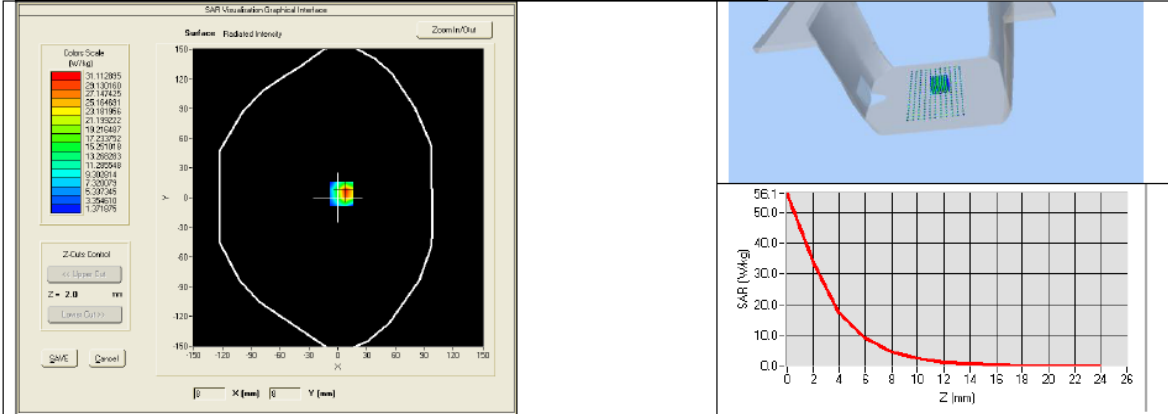 SAR Visualisation Graphical Interface
Surface Radiated Intensity
Zoom In/Out
Colors Scale
(W/kg)
31.112895
29.130160
27.147425
25.164691
23.181956
21.199222
19.216487
17.233752
15.251018
13.268283
11.285548
9.302814
7.320079
5.337345
3.354610
1.371875
150
120
90
60
30
0
-30
-60
-90
-120
-150
Y
-150 -120 -90 -60 -30 0 30 60 90 120 150
X
Z-Cuts Control
<< Upper Cut
Z = 2.0 mm
Lower Cut >>
SAVE Cancel
0 X (mm) 0 Y (mm)
56.1
50.0
40.0
30.0
20.0
10.0
0.0
SAR (W/kg)
0 2 4 6 8 10 12 14 16 18 20 22 24 26
Z (mm)